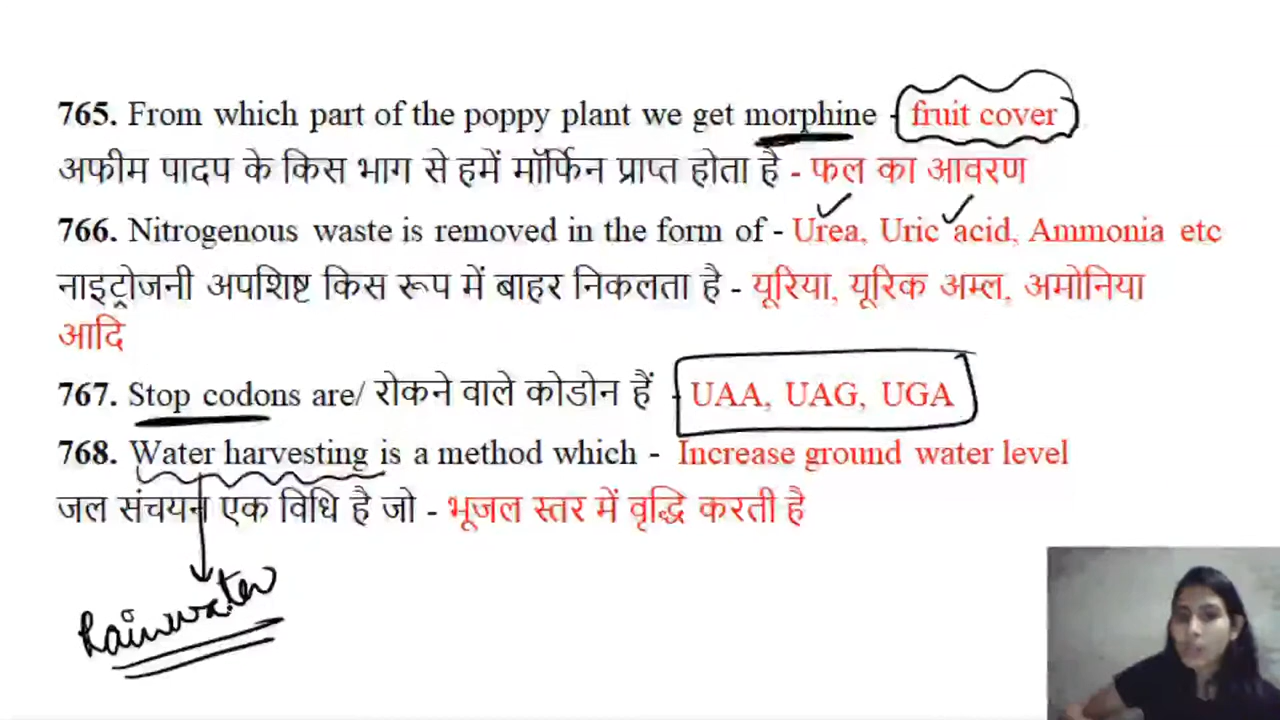 765. From which part of the poppy plant we get morphine - fruit cover
अफीम पादप के किस भाग से हमें मॉर्फिन प्राप्त होता है - फल का आवरण
766. Nitrogenous waste is removed in the form of - Urea, Uric acid, Ammonia etc
नाइट्रोजनी अपशिष्ट किस रूप में बाहर निकलता है - यूरिया, यूरिक अम्ल, अमोनिया
आदि
767. Stop codons are/ रोकने वाले कोडोन हैं - UAA, UAG, UGA
768. Water harvesting is a method which - Increase ground water level
जल संचयन एक विधि है जो - भूजल स्तर में वृद्धि करती है
Rainwater